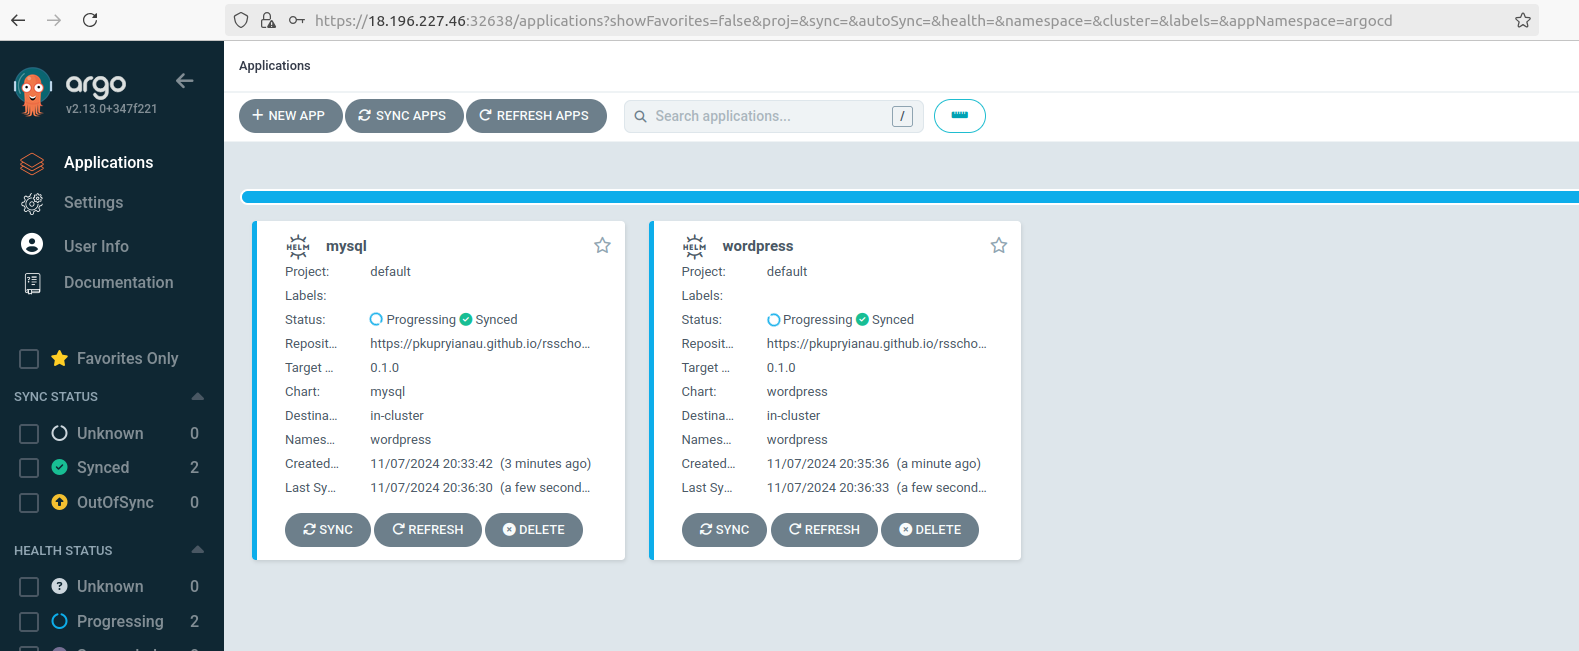 https://18.196.227.46:32638/applications?showFavorites=false&proj=&sync=&autoSync=&health=&namespace=&cluster=&labels=&appNamespace=argocd
argo
v2.13.0+347f221
Applications
Settings
User Info
Documentation
Favorites Only
SYNC STATUS
Unknown 0
Synced 2
OutOfSync 0
HEALTH STATUS
Unknown 0
Progressing 2
Applications
NEW APP SYNC APPS REFRESH APPS Search applications... /
HELM mysql
Project: default
Labels:
Status: Progressing Synced
Reposit... https://pkupryianau.github.io/rsscho...
Target ... 0.1.0
Chart: mysql
Destina... in-cluster
Names... wordpress
Created... 11/07/2024 20:33:42 (3 minutes ago)
Last Sy... 11/07/2024 20:36:30 (a few second...
SYNC REFRESH DELETE
HELM wordpress
Project: default
Labels:
Status: Progressing Synced
Reposit... https://pkupryianau.github.io/rsscho...
Target ... 0.1.0
Chart: wordpress
Destina... in-cluster
Names... wordpress
Created... 11/07/2024 20:35:36 (a minute ago)
Last Sy... 11/07/2024 20:36:33 (a few second...
SYNC REFRESH DELETE